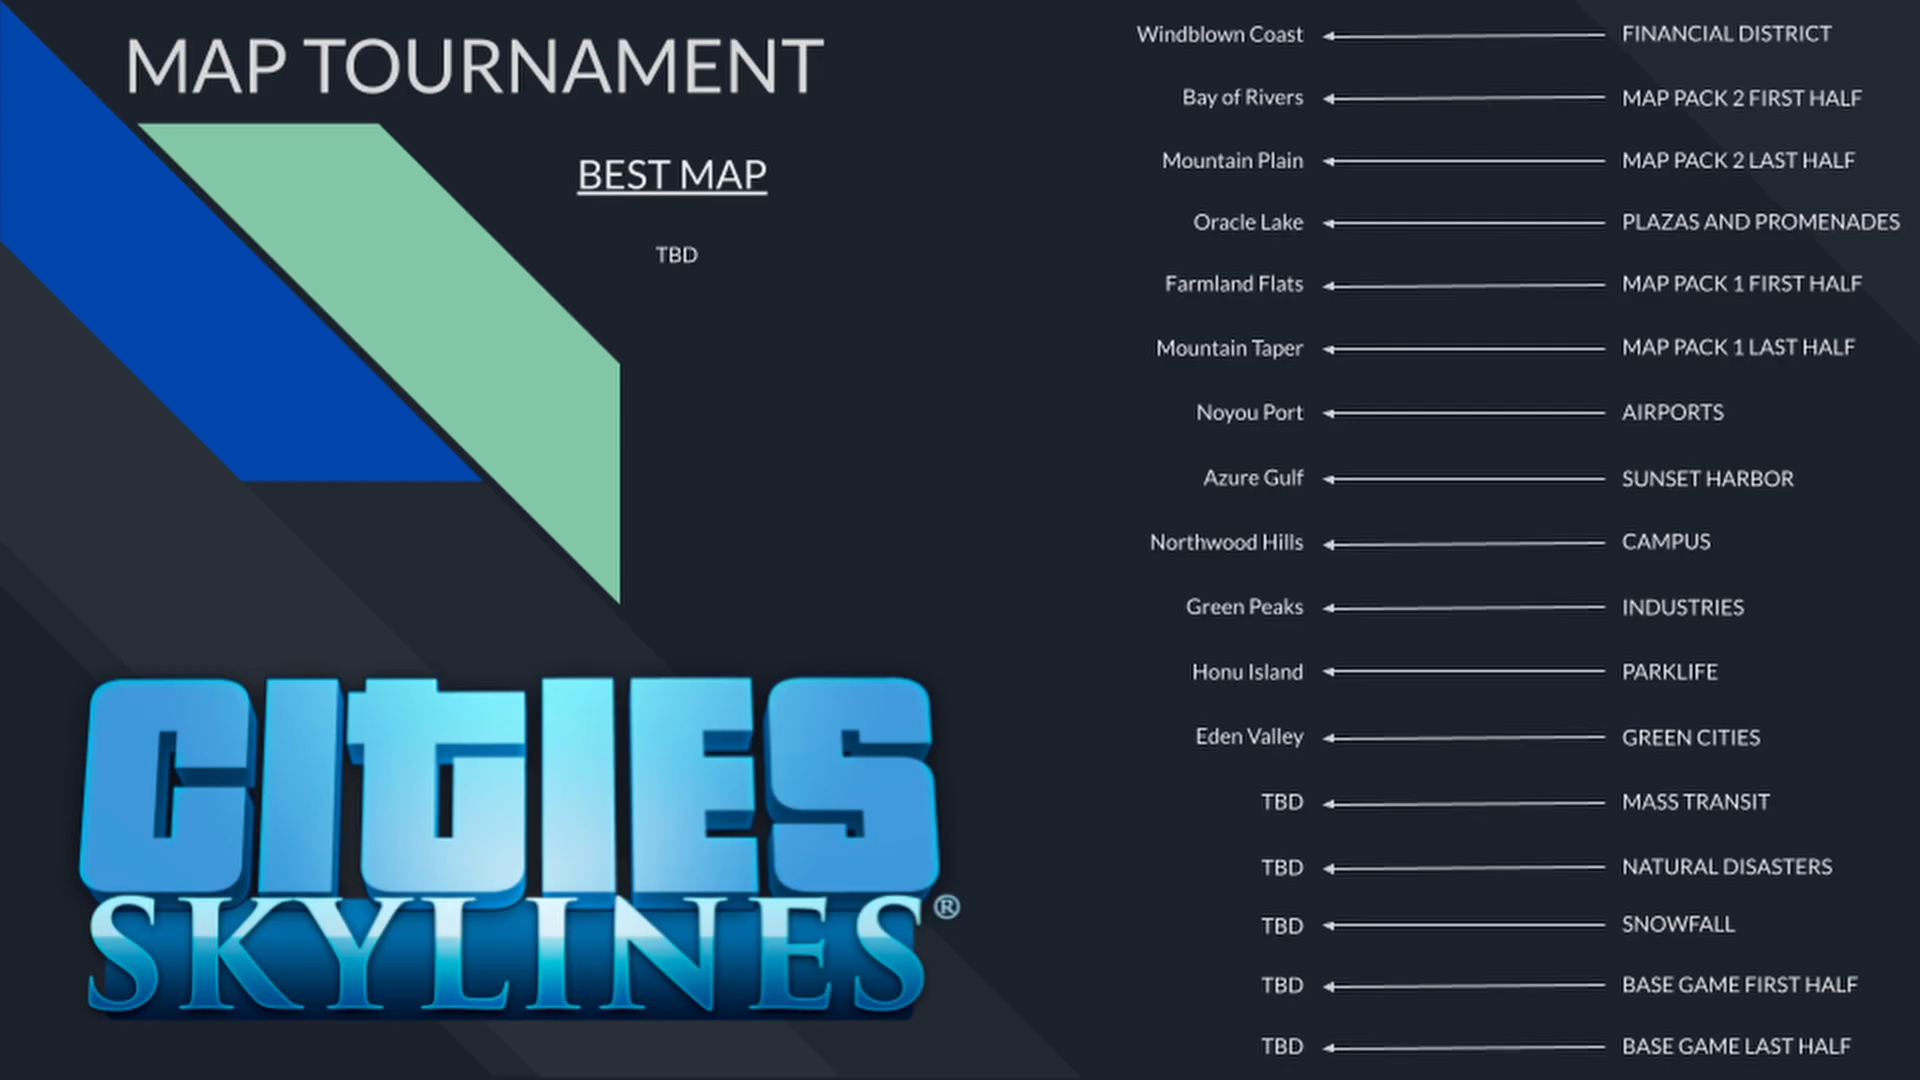 MAP TOURNAMENT
BEST MAP
TBD
CITIES
SKYLINES®
Windblown Coast FINANCIAL DISTRICT
Bay of Rivers MAP PACK 2 FIRST HALF
Mountain Plain MAP PACK 2 LAST HALF
Oracle Lake PLAZAS AND PROMENADES
Farmland Flats MAP PACK 1 FIRST HALF
Mountain Taper MAP PACK 1 LAST HALF
Noyou Port AIRPORTS
Azure Gulf SUNSET HARBOR
Northwood Hills CAMPUS
Green Peaks INDUSTRIES
Honu Island PARKLIFE
Eden Valley GREEN CITIES
TBD MASS TRANSIT
TBD NATURAL DISASTERS
TBD SNOWFALL
TBD BASE GAME FIRST HALF
TBD BASE GAME LAST HALF